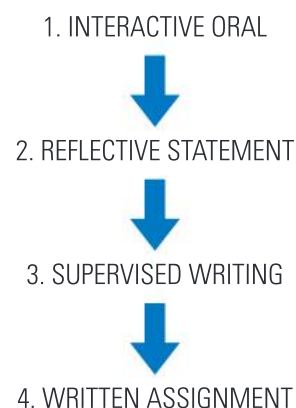 1. INTERACTIVE ORAL
2. REFLECTIVE STATEMENT
3. SUPERVISED WRITING
4. WRITTEN ASSIGNMENT